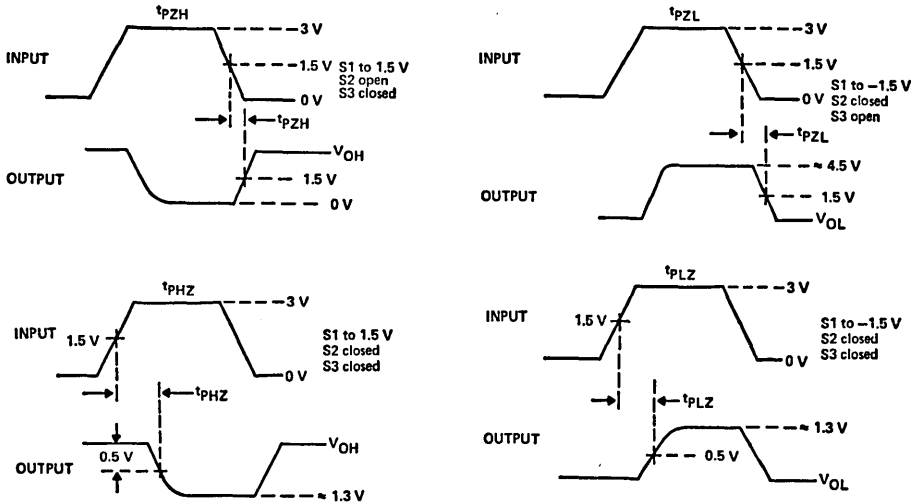 tPZH
INPUT
3 V
1.5 V
0 V
S1 to 1.5 V
S2 open
S3 closed
tPZH
OUTPUT
VOH
1.5 V
0 V
tPZL
INPUT
3 V
1.5 V
0 V
S1 to −1.5 V
S2 closed
S3 open
tPZL
OUTPUT
≈ 4.5 V
1.5 V
VOL
tPHZ
INPUT
3 V
1.5 V
0 V
S1 to 1.5 V
S2 closed
S3 closed
tPHZ
OUTPUT
0.5 V
VOH
≈ 1.3 V
tPLZ
INPUT
3 V
1.5 V
0 V
S1 to −1.5 V
S2 closed
S3 closed
tPLZ
OUTPUT
≈ 1.3 V
0.5 V
VOL